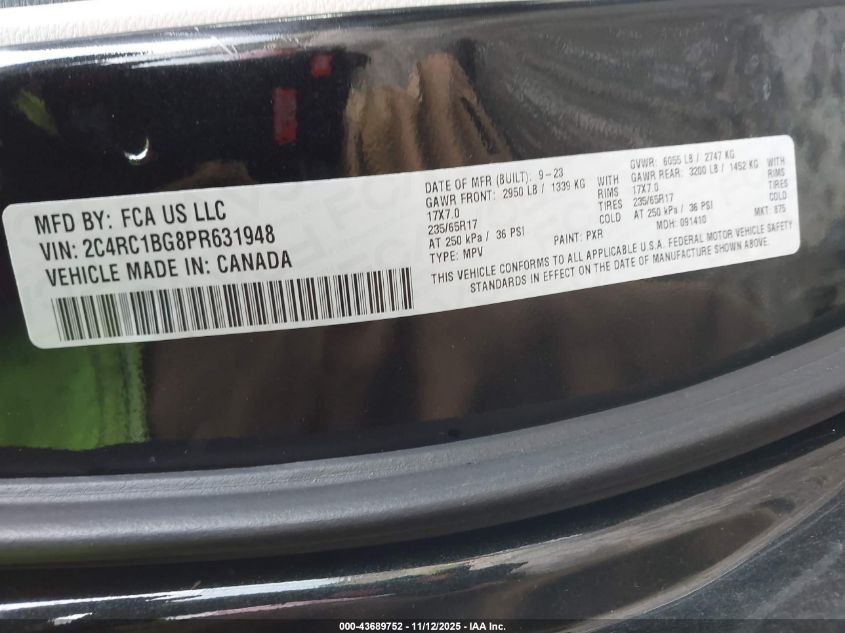 MFD BY: FCA US LLC
VIN: 2C4RC1BG8PR631948
VEHICLE MADE IN: CANADA
DATE OF MFR (BUILT): 9-23
GAWR FRONT: 2950 LB / 1339 KG WITH
17X7.0 RIMS
235/65R17 TIRES
AT 250 kPa / 36 PSI COLD
TYPE: MPV PAINT: PXR
GVWR: 6055 LB / 2747 KG
GAWR REAR: 3200 LB / 1452 KG WITH
17X7.0 RIMS
235/65R17 TIRES
AT 250 kPa / 36 PSI COLD
MDH: 091410 MKT: 875
THIS VEHICLE CONFORMS TO ALL APPLICABLE U.S.A. FEDERAL MOTOR VEHICLE SAFETY
STANDARDS IN EFFECT ON THE DATE OF MANUFACTURE SHOWN ABOVE
000-43689752 - 11/12/2025 - IAA Inc.